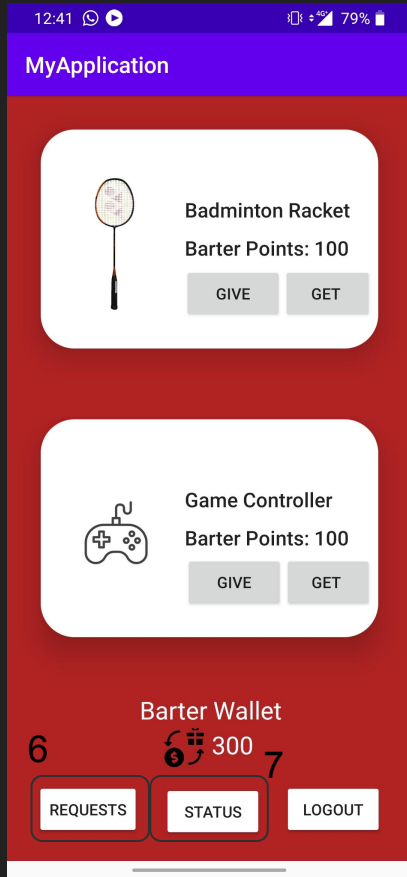 12:41 4G+ 79%
MyApplication
Badminton Racket
Barter Points: 100
GIVE GET
Game Controller
Barter Points: 100
GIVE GET
Barter Wallet
6 $ 300 7
REQUESTS STATUS LOGOUT